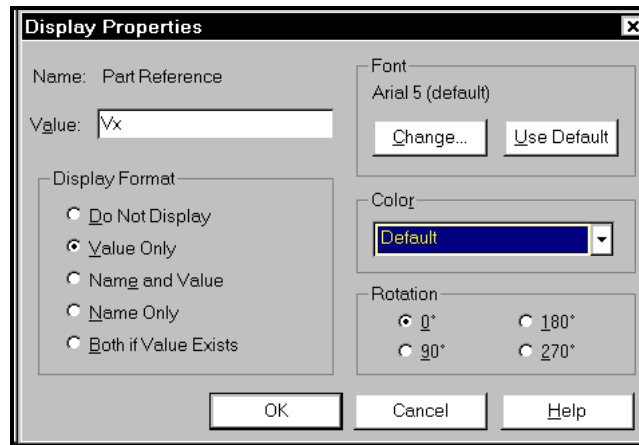 Display Properties
Name: Part Reference
Value: Vx
Display Format
Do Not Display
Value Only
Name and Value
Name Only
Both if Value Exists
Font
Arial 5 (default)
Change... Use Default
Color
Default
Rotation
0° 180°
90° 270°
OK Cancel Help